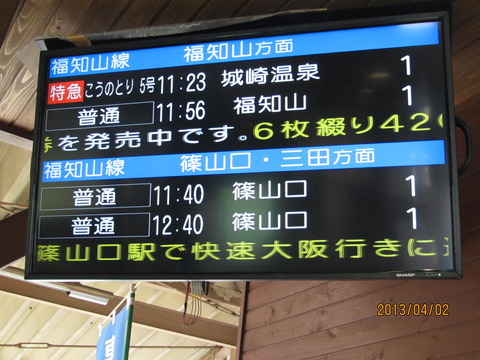 福知山線 福知山方面
特急 こうのとり 5号 11:23 城崎温泉 1
普通 11:56 福知山 1
券を発売中です。6枚綴り420
福知山線 篠山口・三田方面
普通 11:40 篠山口 1
普通 12:40 篠山口 1
篠山口駅で快速大阪行きに
SHARP
2013/04/02